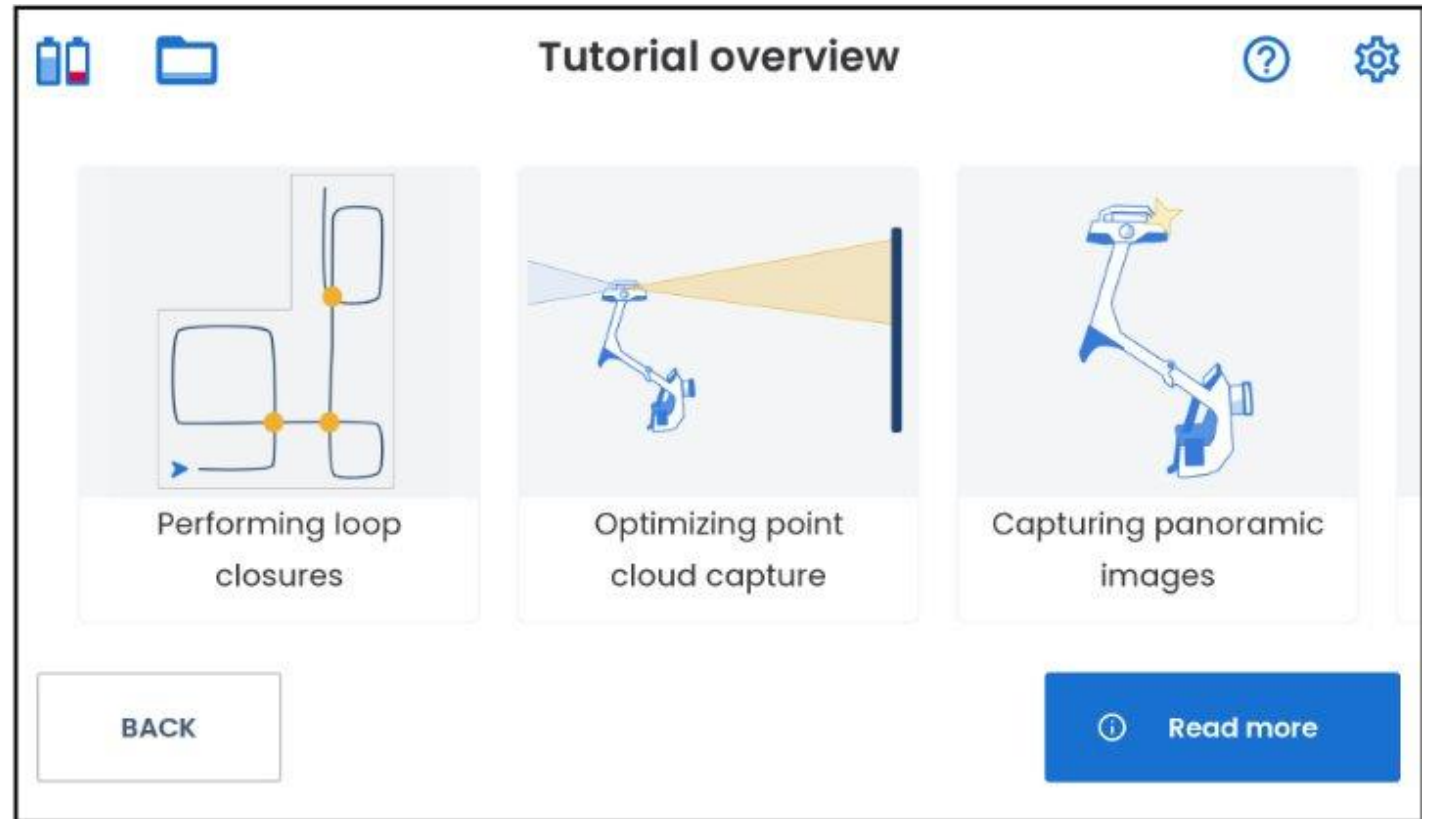 Tutorial overview
Performing loop
closures
Optimizing point
cloud capture
Capturing panoramic
images
BACK
Read more